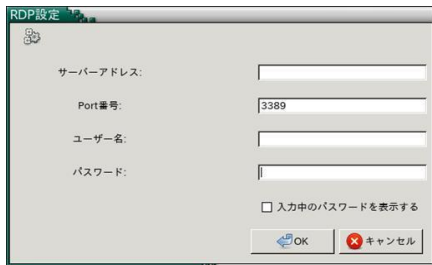 RDP設定
サーバーアドレス:
Port番号: 3389
ユーザー名:
パスワード:
入力中のパスワードを表示する
OK キャンセル